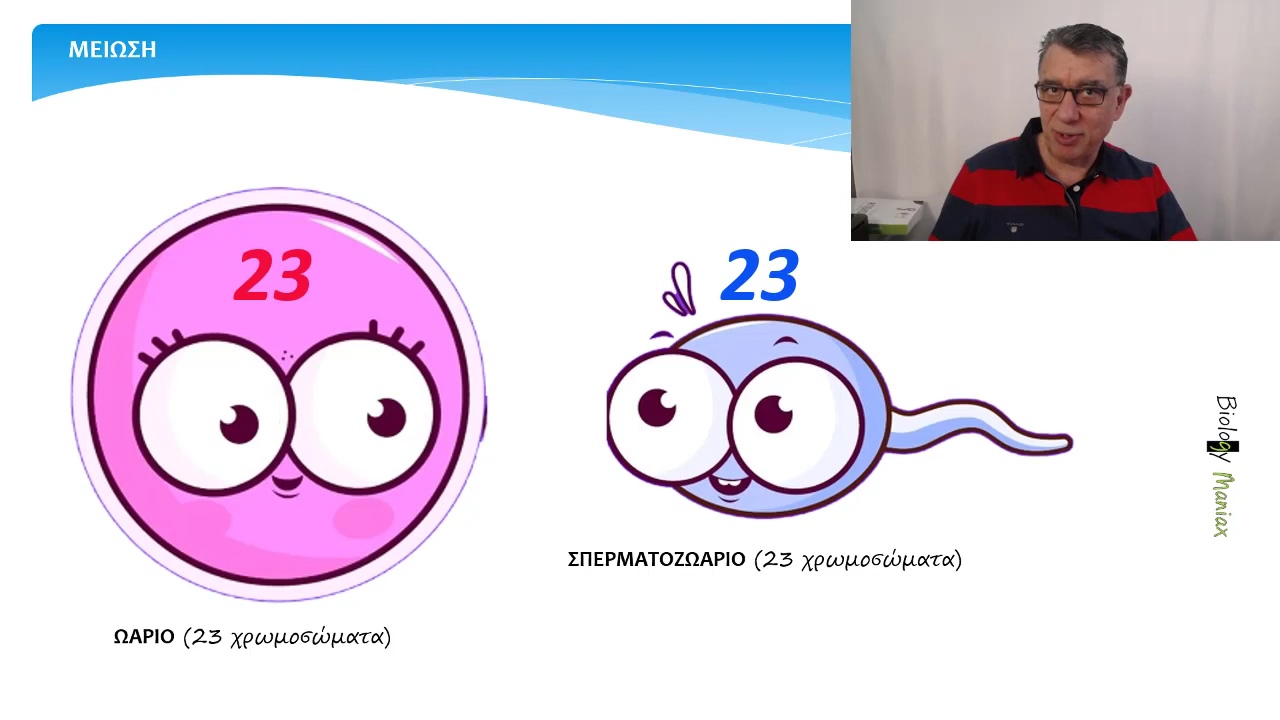 ΜΕΙΩΣΗ
23
23
ΣΠΕΡΜΑΤΟΖΩΑΡΙΟ (23 χρωμοσώματα)
ΩΑΡΙΟ (23 χρωμοσώματα)
Biology Maniax